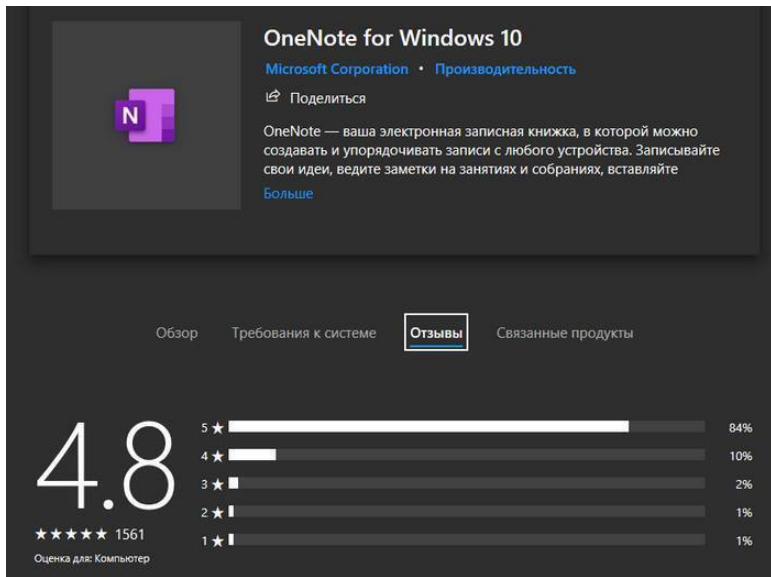 OneNote for Windows 10
Microsoft Corporation • Производительность
Поделиться
N
OneNote — ваша электронная записная книжка, в которой можно
создавать и упорядочивать записи с любого устройства. Записывайте
свои идеи, ведите заметки на занятиях и собраниях, вставляйте
Больше
Обзор Требования к системе Отзывы Связанные продукты
4.8
5 ★ 84%
4 ★ 10%
3 ★ 2%
2 ★ 1%
1 ★ 1%
★★★★★ 1561
Оценка для: Компьютер